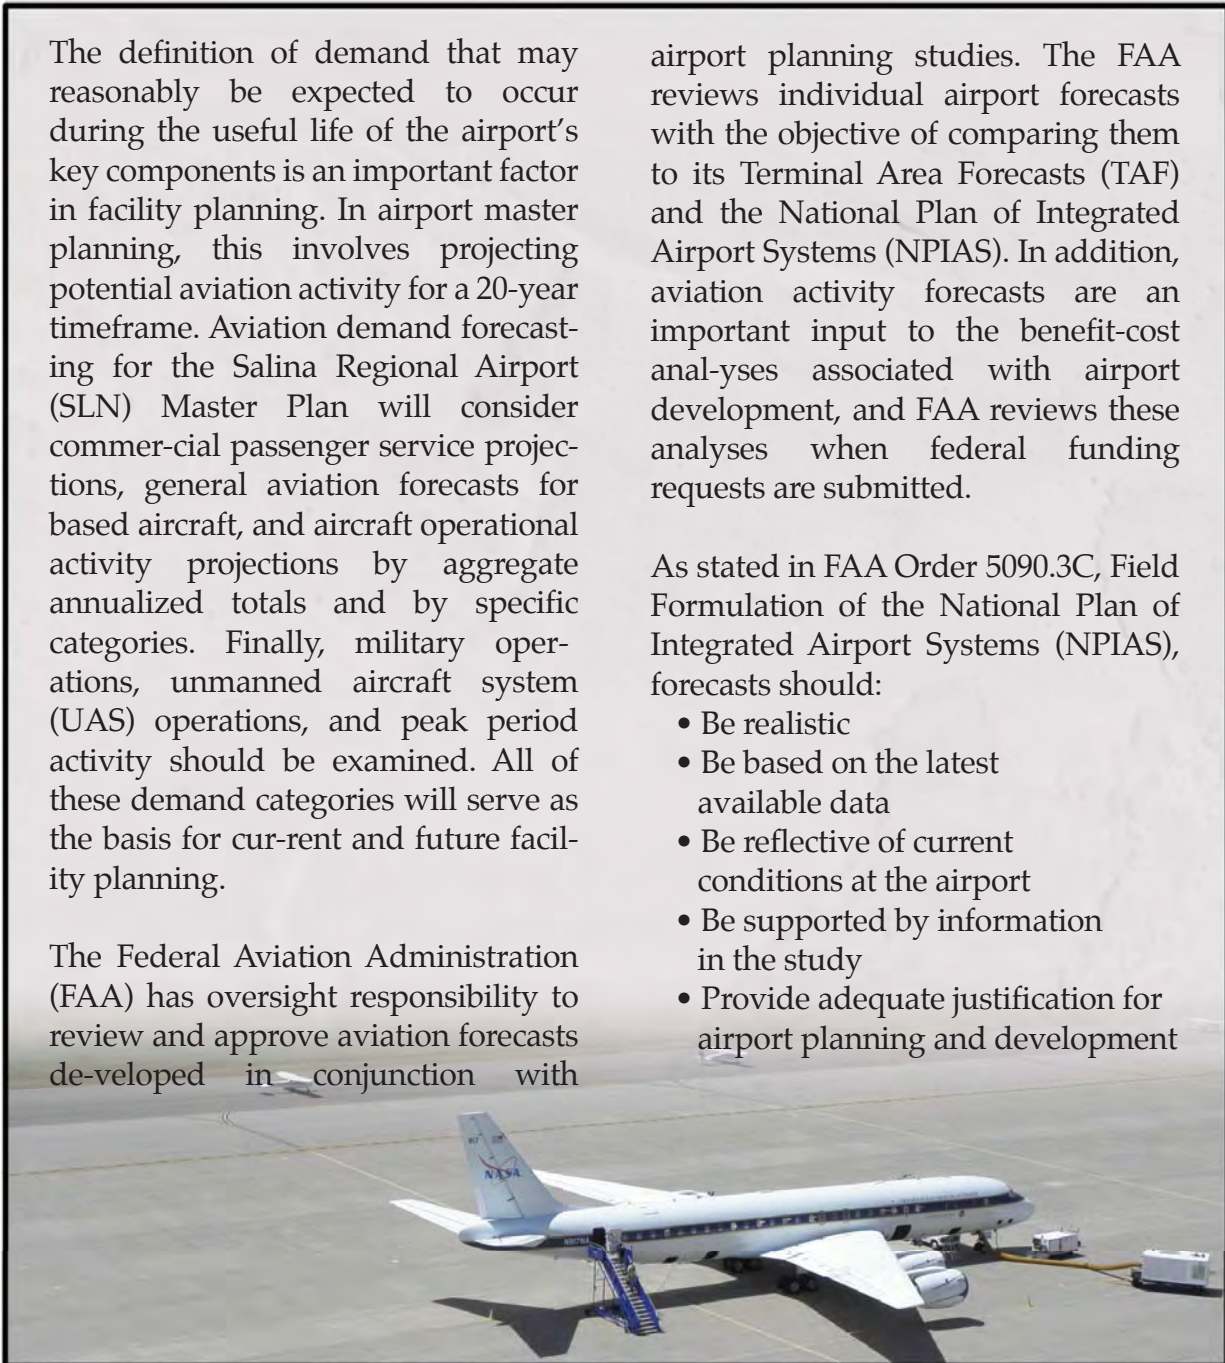 The definition of demand that may
reasonably be expected to occur
during the useful life of the airport's
key components is an important factor
in facility planning. In airport master
planning, this involves projecting
potential aviation activity for a 20-year
timeframe. Aviation demand forecast-
ing for the Salina Regional Airport
(SLN) Master Plan will consider
commer-cial passenger service projec-
tions, general aviation forecasts for
based aircraft, and aircraft operational
activity projections by aggregate
annualized totals and by specific
categories. Finally, military oper-
ations, unmanned aircraft system
(UAS) operations, and peak period
activity should be examined. All of
these demand categories will serve as
the basis for cur-rent and future facil-
ity planning.
The Federal Aviation Administration
(FAA) has oversight responsibility to
review and approve aviation forecasts
de-veloped in conjunction with
airport planning studies. The FAA
reviews individual airport forecasts
with the objective of comparing them
to its Terminal Area Forecasts (TAF)
and the National Plan of Integrated
Airport Systems (NPIAS). In addition,
aviation activity forecasts are an
important input to the benefit-cost
anal-yses associated with airport
development, and FAA reviews these
analyses when federal funding
requests are submitted.
As stated in FAA Order 5090.3C, Field
Formulation of the National Plan of
Integrated Airport Systems (NPIAS),
forecasts should:
• Be realistic
• Be based on the latest
available data
• Be reflective of current
conditions at the airport
• Be supported by information
in the study
• Provide adequate justification for
airport planning and development
NASA